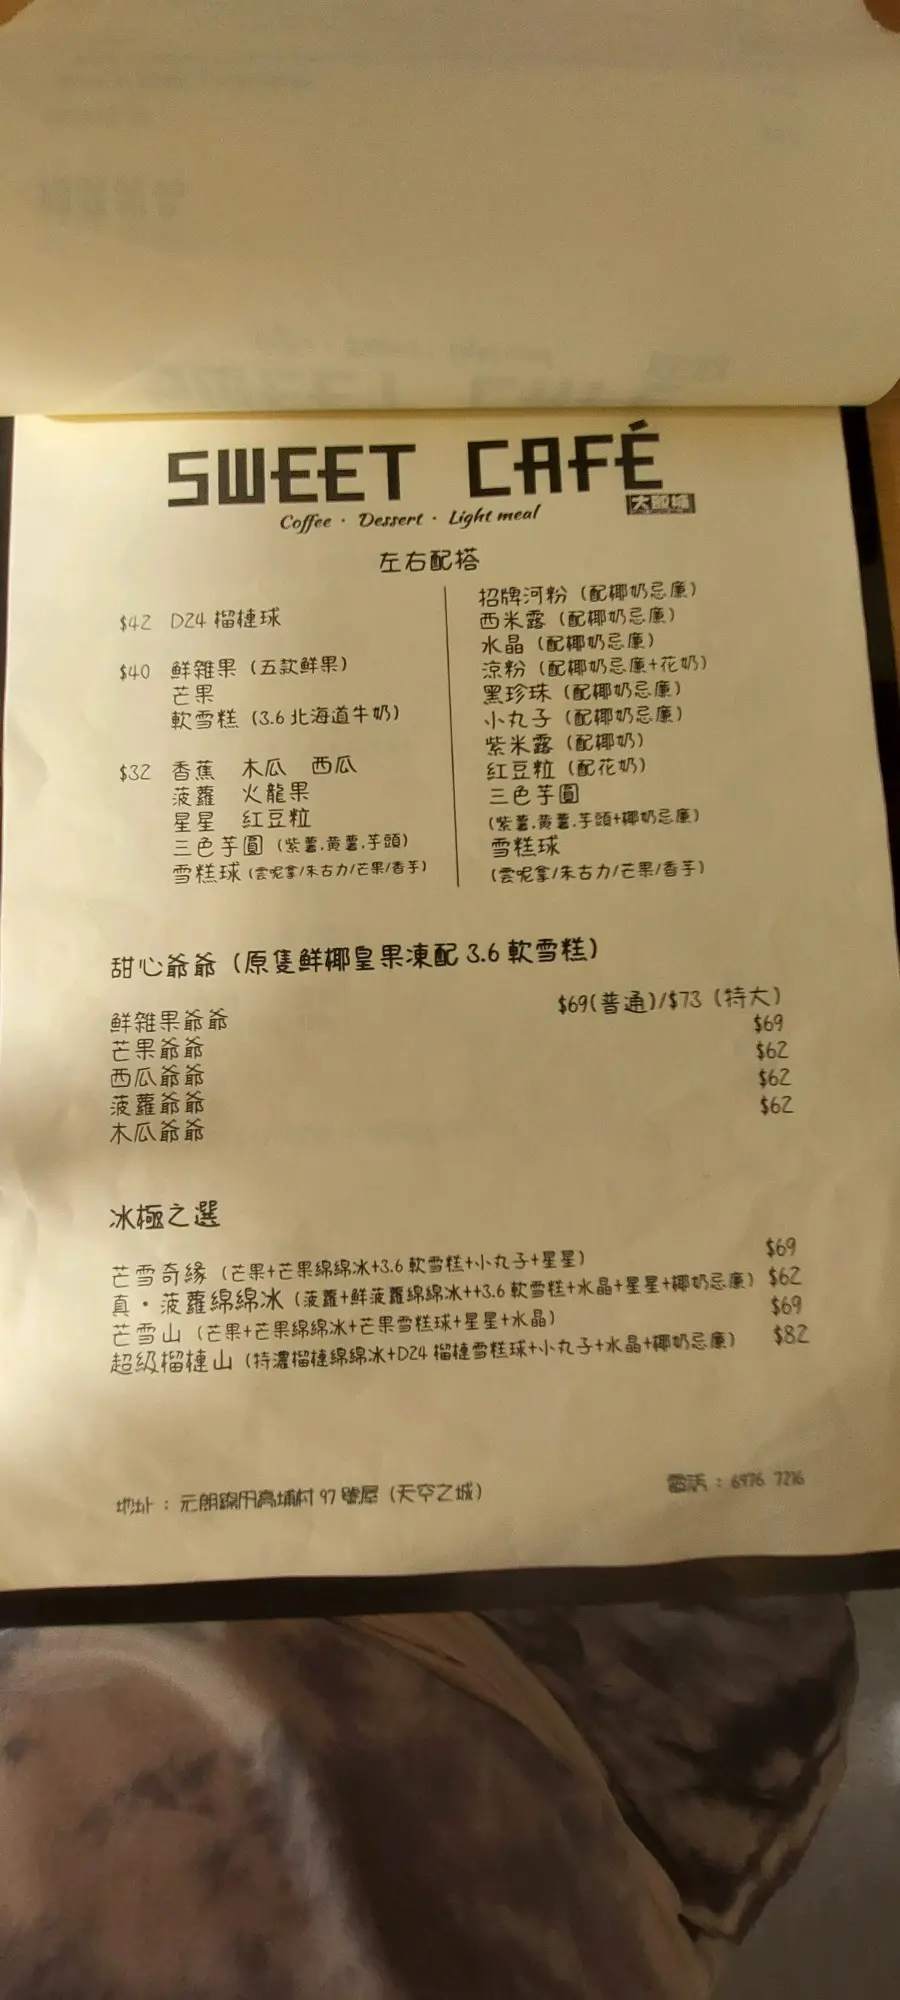 SWEET CAFÉ
Coffee · Dessert · Light meal
左右配搭
$42 D24 榴槤球
$40 鮮雜果 (五款鮮果)
芒果
軟雪糕 (3.6 北海道牛奶)
$32 香蕉 木瓜 西瓜
菠蘿 火龍果
星星 紅豆粒
三色芋圓 (紫薯.黃薯.芋頭)
雪糕球 (雲呢拿/朱古力/芒果/香芋)
招牌河粉 (配椰奶忌廉)
西米露 (配椰奶忌廉)
水晶 (配椰奶忌廉)
涼粉 (配椰奶忌廉+花奶)
黑珍珠 (配椰奶忌廉)
小丸子 (配椰奶忌廉)
紫米露 (配椰奶)
紅豆粒 (配花奶)
三色芋圓
(紫薯.黃薯.芋頭+椰奶忌廉)
雪糕球
(雲呢拿/朱古力/芒果/香芋)
甜心爺爺 (原隻鮮椰皇果凍配 3.6 軟雪糕)
鮮雜果爺爺 $69(普通)/$73 (特大)
芒果爺爺 $69
西瓜爺爺 $62
菠蘿爺爺 $62
木瓜爺爺 $62
冰極之選
芒雪奇緣 (芒果+芒果綿綿冰+3.6 軟雪糕+小丸子+星星) $69
真·菠蘿綿綿冰 (菠蘿+鮮菠蘿綿綿冰++3.6 軟雪糕+水晶+星星+椰奶忌廉) $62
芒雪山 (芒果+芒果綿綿冰+芒果雪糕球+星星+水晶) $69
超級榴槤山 (特濃榴槤綿綿冰+D24 榴槤雪糕球+小丸子+水晶+椰奶忌廉) $82
地址 : 元朗錦田高埔村 97 號屋 (天空之城)
電話 : 6976 7216